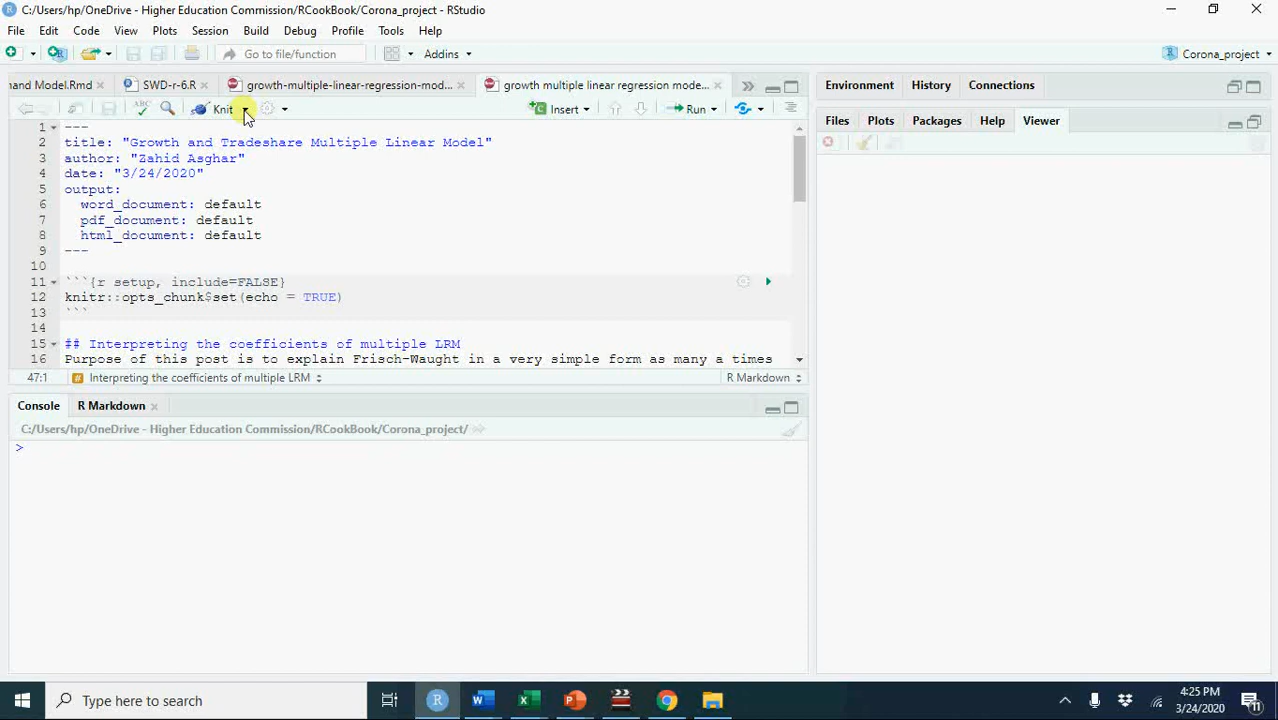 C:/Users/hp/OneDrive - Higher Education Commission/RCookBook/Corona_project - RStudio
File Edit Code View Plots Session Build Debug Profile Tools Help
Go to file/function Addins Corona_project
nand Model.Rmd SWD-r-6.R growth-multiple-linear-regression-mod... growth multiple linear regression mode...
Environment History Connections
Knit Insert Run
Files Plots Packages Help Viewer
1 ---
2 title: "Growth and Tradeshare Multiple Linear Model"
3 author: "Zahid Asghar"
4 date: "3/24/2020"
5 output:
6 word_document: default
7 pdf_document: default
8 html_document: default
9 ---
10
11 ```{r setup, include=FALSE}
12 knitr::opts_chunk$set(echo = TRUE)
13 ```
14
15 ## Interpreting the coefficients of multiple LRM
16 Purpose of this post is to explain Frisch-Waught in a very simple form as many a times
47:1 # Interpreting the coefficients of multiple LRM R Markdown
Console R Markdown
C:/Users/hp/OneDrive - Higher Education Commission/RCookBook/Corona_project/
>
Type here to search
4:25 PM
3/24/2020
11